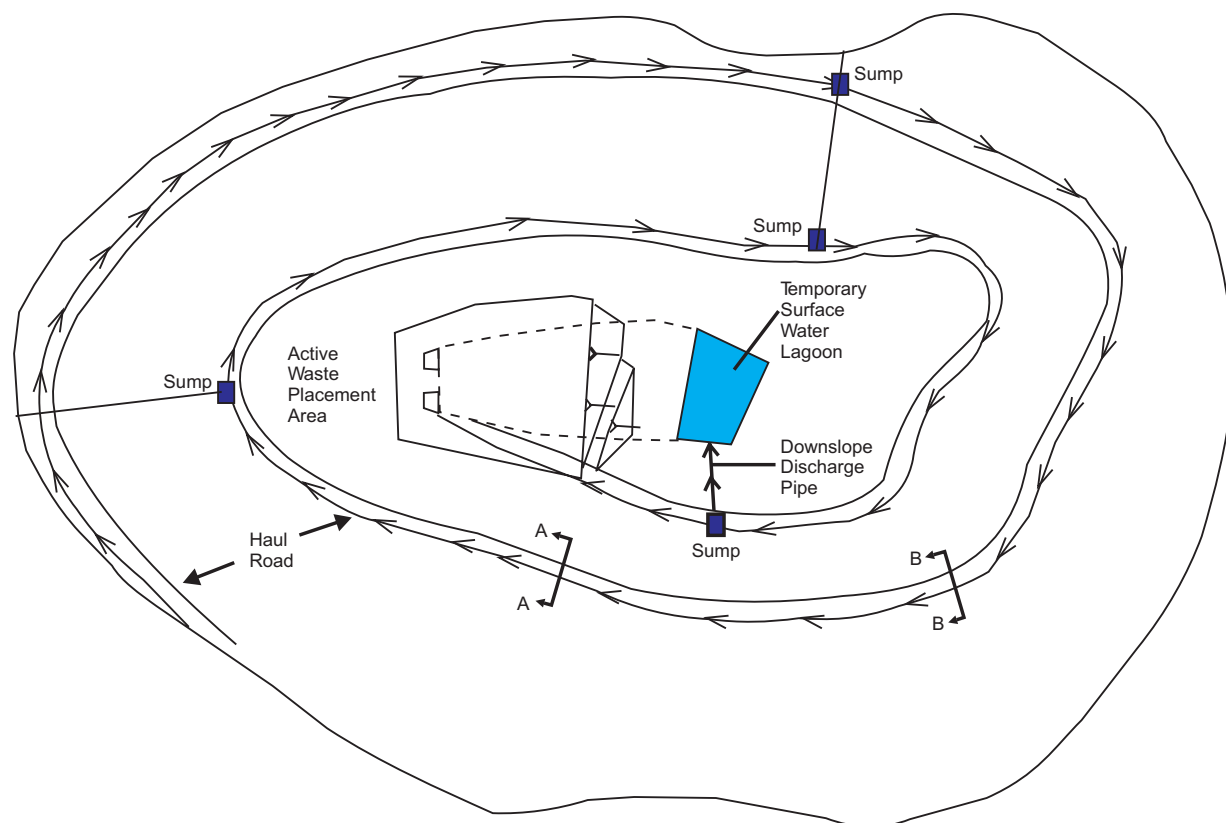 Sump
Sump
Temporary
Surface
Water
Lagoon
Active
Waste
Placement
Area
Sump
Downslope
Discharge
Pipe
Haul
Road
A
A
Sump
B
B